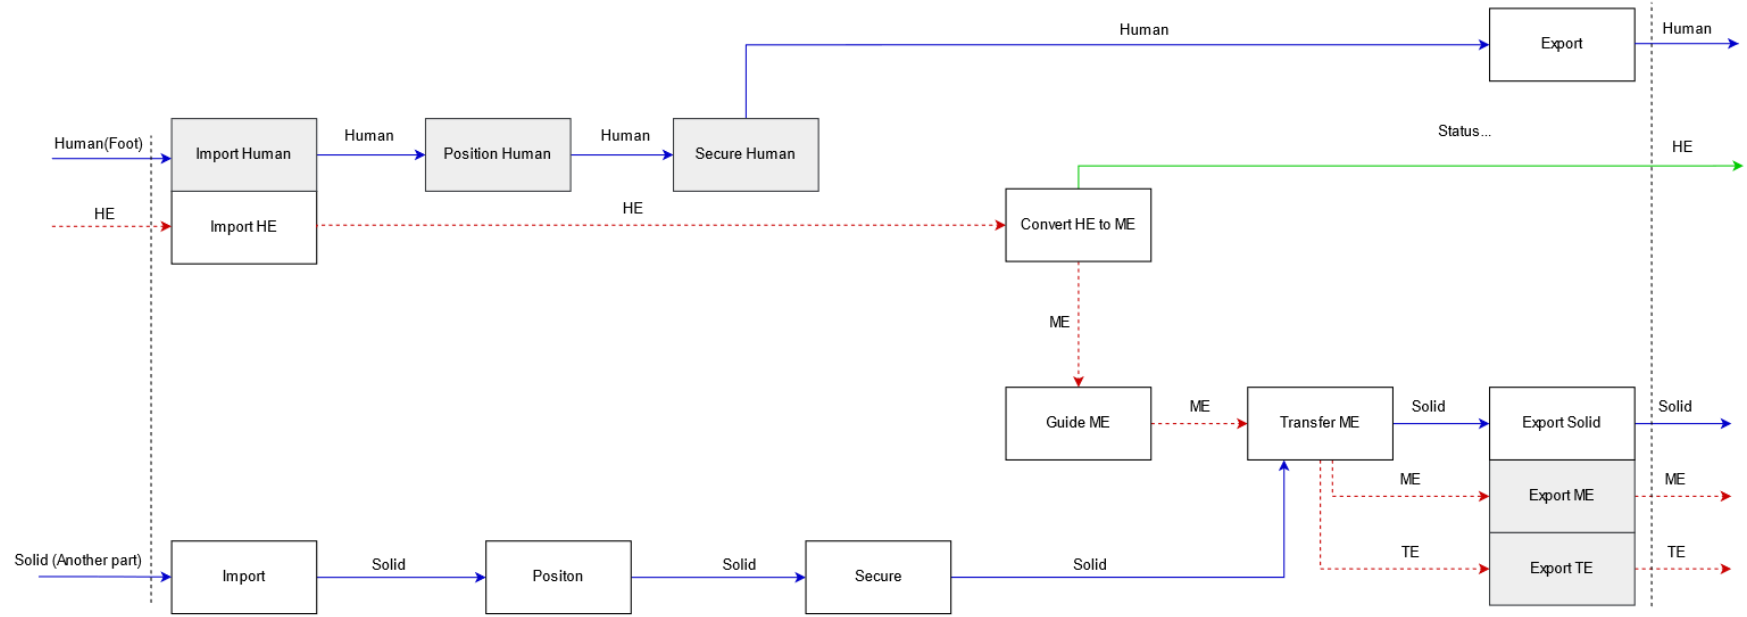 Human
Export
Human
Human(Foot)
Import Human
Human
Position Human
Human
Secure Human
Status...
HE
HE
Import HE
HE
Convert HE to ME
ME
Guide ME
ME
Transfer ME
Solid
Export Solid
Solid
ME
Export ME
ME
Solid (Another part)
Import
Solid
Positon
Solid
Secure
Solid
TE
Export TE
TE